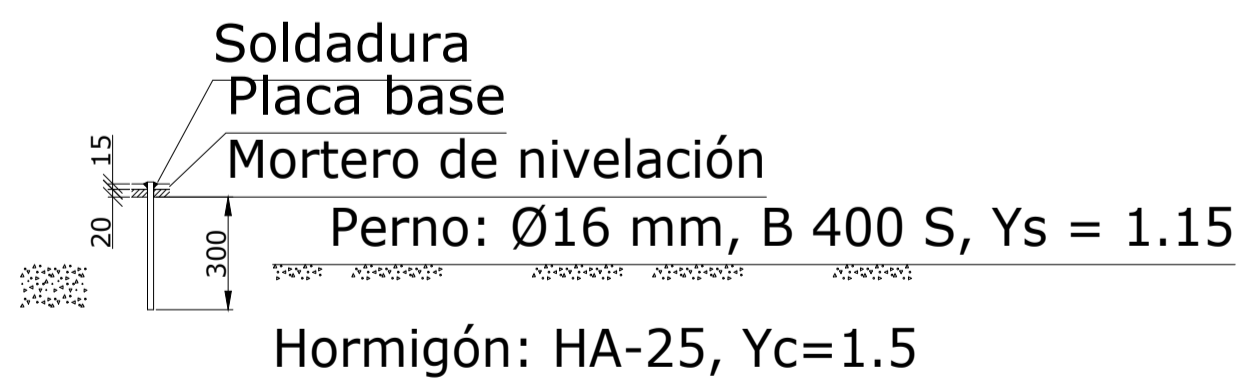 Soldadura
Placa base
Mortero de nivelación
15
20
300
Perno: Ø16 mm, B 400 S, Ys = 1.15
Hormigón: HA-25, Yc=1.5